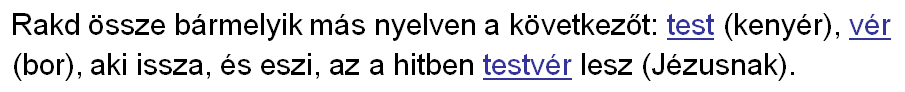 Rakd össze bármelyik más nyelven a következőt: test (kenyér), vér
(bor), aki issza, és eszi, az a hitben testvér lesz (Jézusnak).